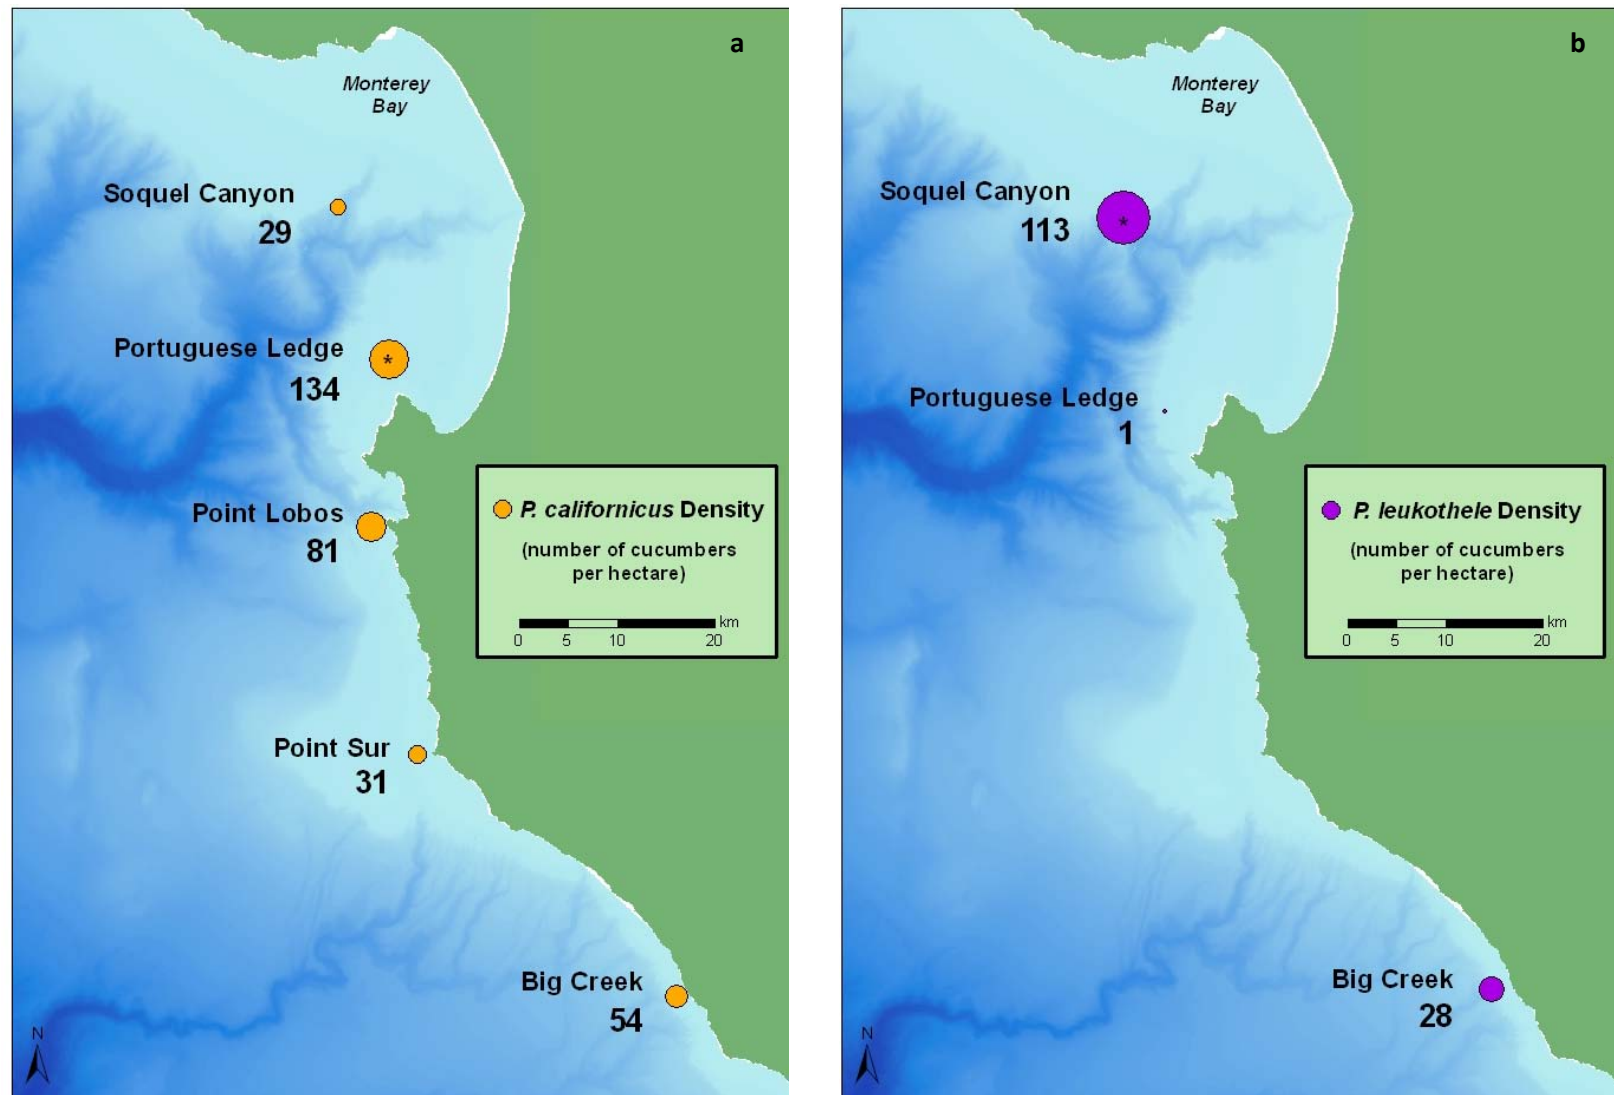 a
Monterey
Bay
Soquel Canyon
29
Portuguese Ledge
*
134
Point Lobos
81
P. californicus Density
(number of cucumbers
per hectare)
km
0 5 10 20
Point Sur
31
Big Creek
54
N
b
Monterey
Bay
Soquel Canyon
*
113
Portuguese Ledge
1
P. leukothele Density
(number of cucumbers
per hectare)
km
0 5 10 20
Big Creek
28
N